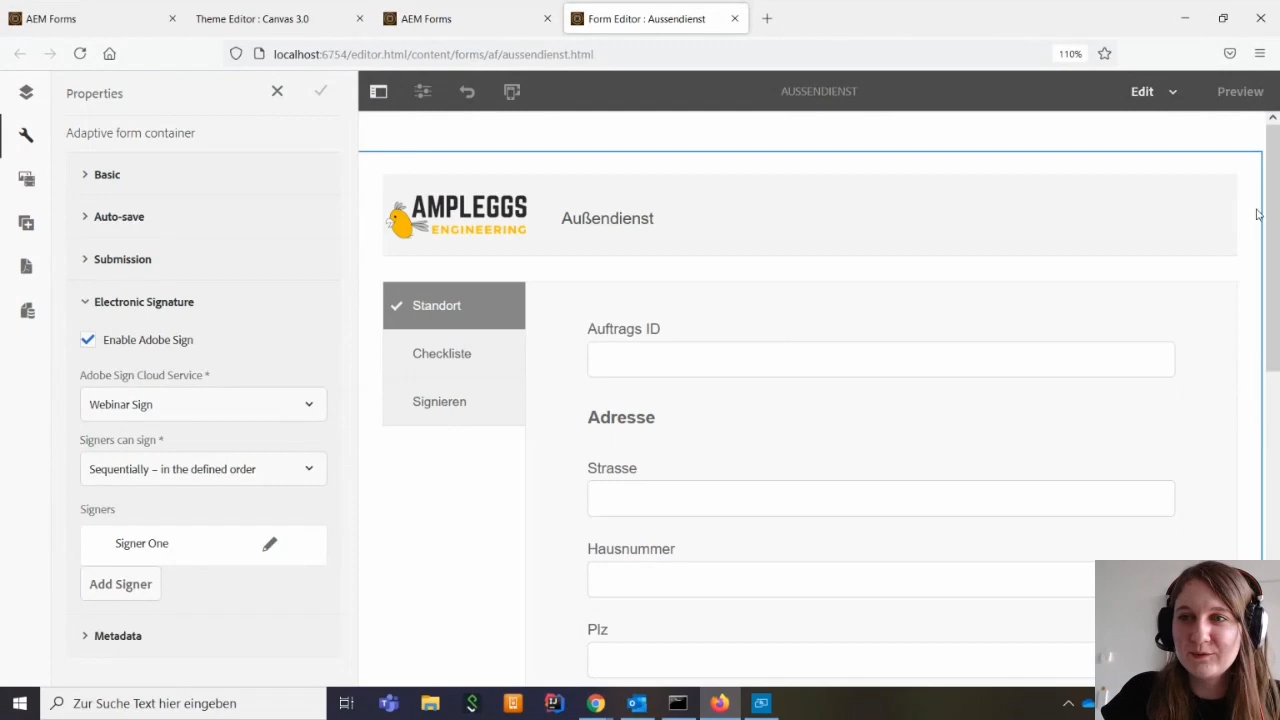 AEM Forms
Theme Editor : Canvas 3.0
AEM Forms
Form Editor : Aussendienst
localhost:6754/editor.html/content/forms/af/aussendienst.html
110%
Properties
AUSSENDIENST
Edit
Preview
Adaptive form container
Basic
Auto-save
Submission
Electronic Signature
Enable Adobe Sign
Adobe Sign Cloud Service *
Webinar Sign
Signers can sign *
Sequentially – in the defined order
Signers
Signer One
Add Signer
Metadata
AMPLEGGS
ENGINEERING
Außendienst
Standort
Checkliste
Signieren
Auftrags ID
Adresse
Strasse
Hausnummer
Plz
Zur Suche Text hier eingeben